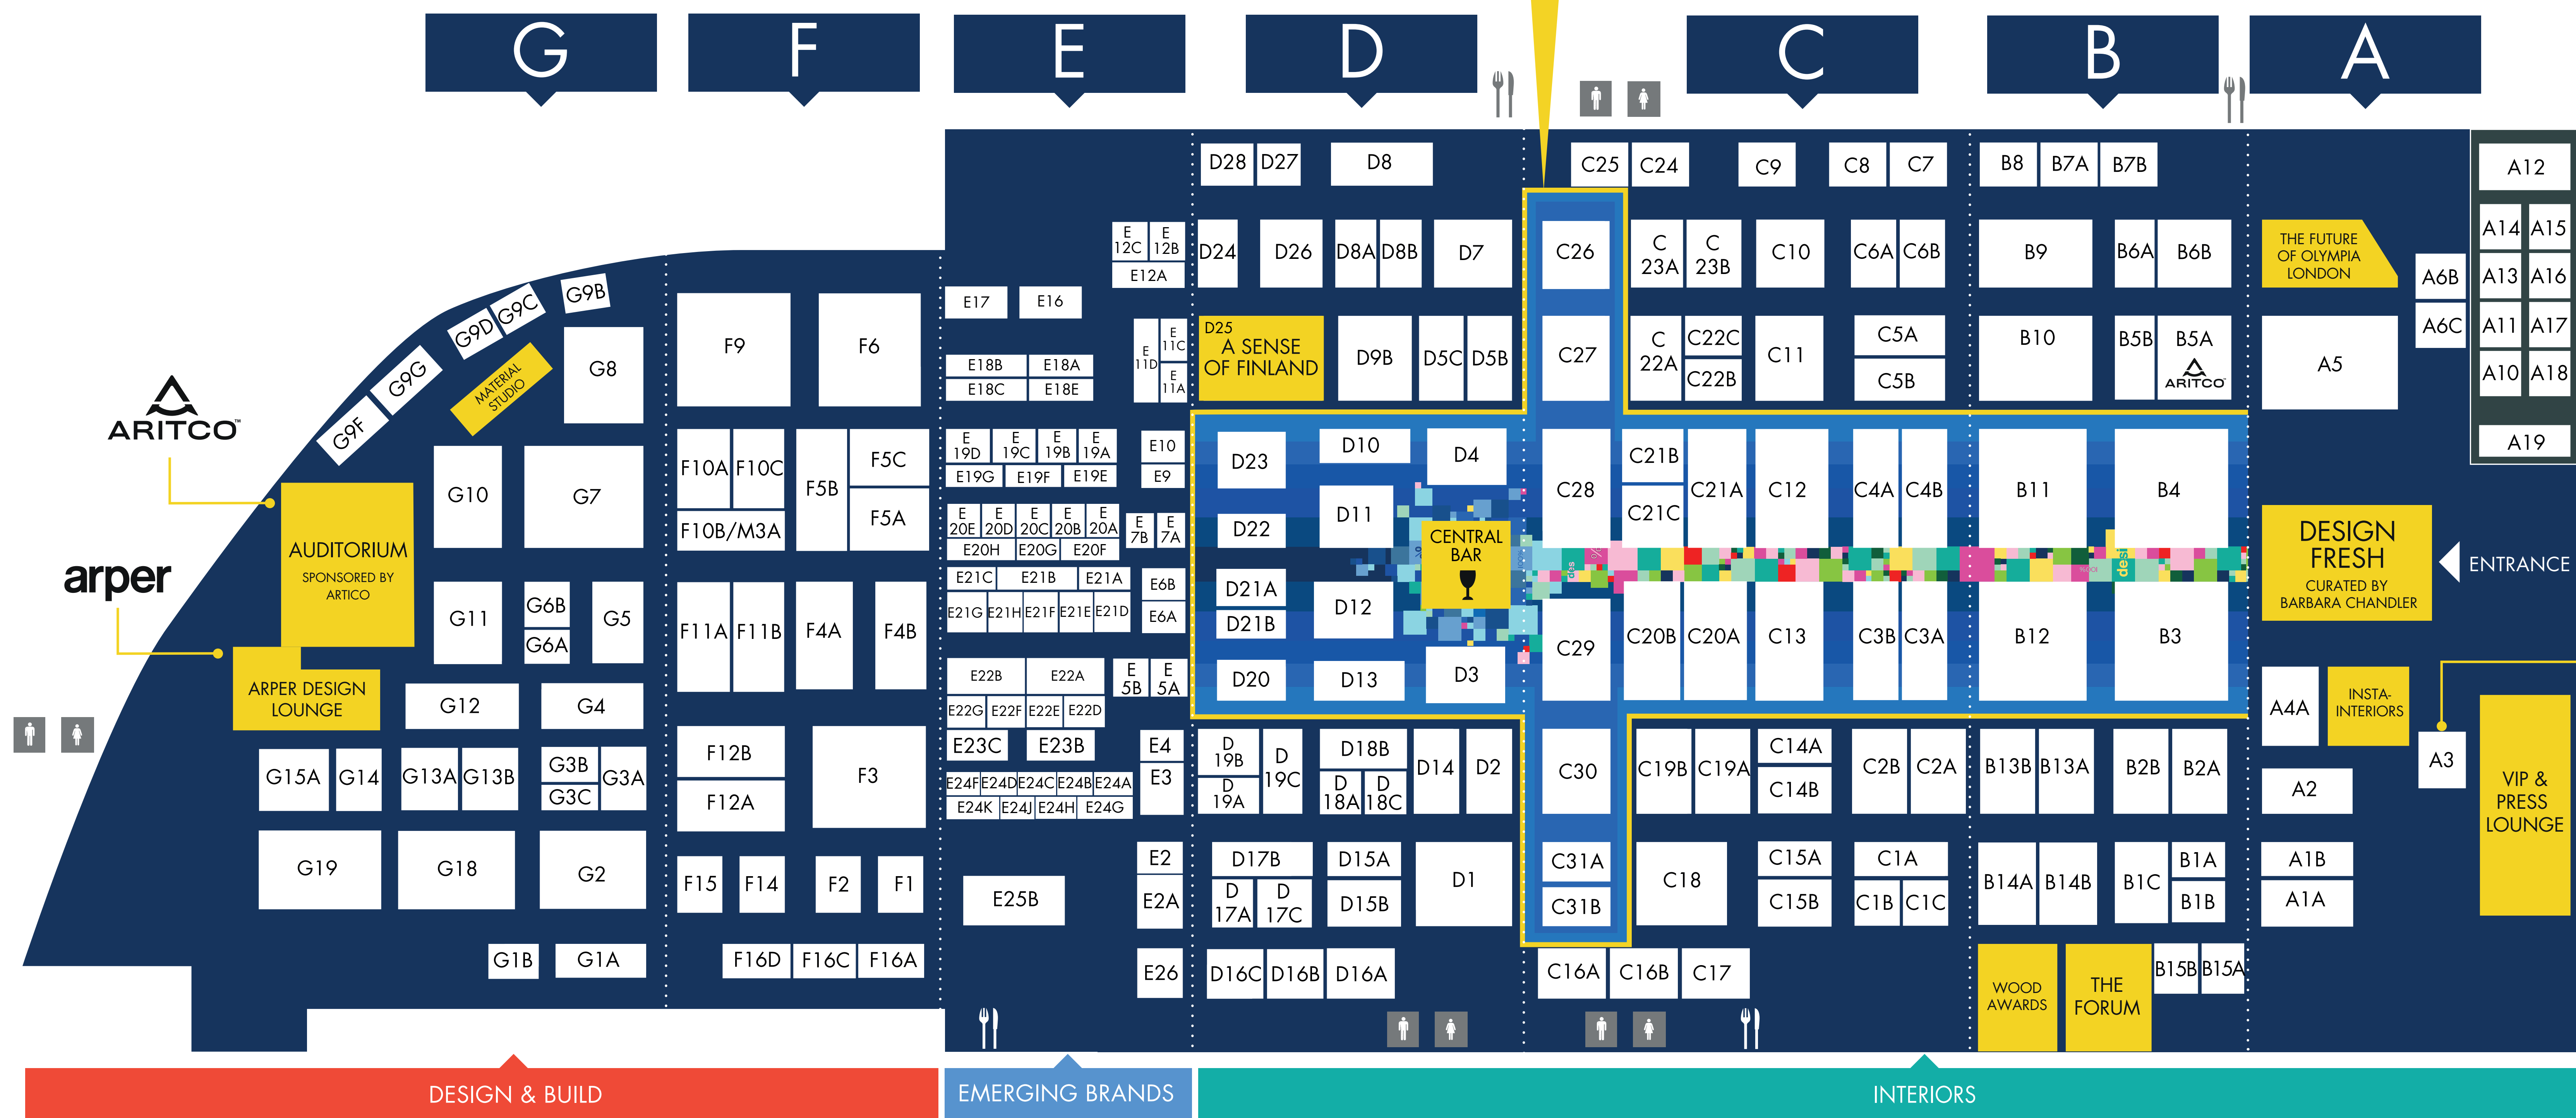 G F E D C B A
D28 D27 D8 C25 C24 C9 C8 C7 B8 B7A B7B A12
E
12C
E
12B
E12A
D24 D26 D8A D8B D7 C26
C
23A
C
23B
C10 C6A C6B B9 B6A B6B
THE FUTURE
OF OLYMPIA
LONDON
A6B
A6C
A14 A15
A13 A16
A11 A17
A10 A18
A19
G9B
G9C
G9D
G9G
G9F
MATERIAL
STUDIO
G8
F9 F6
E17 E16
E18B E18A
E18C E18E
E
11D
E
11C
E
11A
D25
A SENSE
OF FINLAND
D9B D5C D5B C27
C
22A
C22C
C22B
C11
C5A
C5B
B10 B5B B5A
ARITCO™
A5
ARITCO™
G10 G7
F10A F10C
F10B/M3A
F5B
F5C
F5A
E
19D
E
19C
E
19B
E
19A
E19G E19F E19E
E10
E9
E
20E
E
20D
E
20C
E
20B
E
20A
E20H E20G E20F
E
7B
E
7A
D23 D10 D4
D22 D11
CENTRAL
BAR
C28
C21B
C21C
C21A C12 C4A C4B B11 B4
des
%
%
desi
DESIGN
FRESH
CURATED BY
BARBARA CHANDLER
ENTRANCE
AUDITORIUM
SPONSORED BY
ARTICO
arper
ARPER DESIGN
LOUNGE
G11
G6B
G6A
G5
F11A F11B F4A F4B
E21C E21B E21A
E21G E21H E21F E21E E21D
E6B
E6A
D21A
D21B
D12
D20 D13 D3
C29 C20B C20A C13 C3B C3A B12 B3
G12 G4
E22B E22A
E22G E22F E22E E22D
E
5B
E
5A
A4A
INSTA-
INTERIORS
A3
VIP &
PRESS
LOUNGE
G15A G14 G13A G13B
G3B
G3C
G3A
F12B
F12A
F3
E23C E23B
E24F E24D E24C E24B E24A
E24K E24J E24H E24G
E4
E3
D
19B
D
19A
D
19C
D18B
D
18A
D
18C
D14 D2
C30 C19B C19A
C14A
C14B
C2B C2A B13B B13A B2B B2A
A2
G19 G18 G2
F15 F14 F2 F1
E25B
E2
E2A
D17B
D
17A
D
17C
D15A
D15B
D1
C31A
C31B
C18
C15A
C15B
C1A
C1B C1C
B14A B14B B1C
B1A
B1B
A1B
A1A
G1B G1A F16D F16C F16A
E26
D16C D16B D16A
C16A C16B C17
WOOD
AWARDS
THE
FORUM
B15B B15A
DESIGN & BUILD
EMERGING BRANDS
INTERIORS